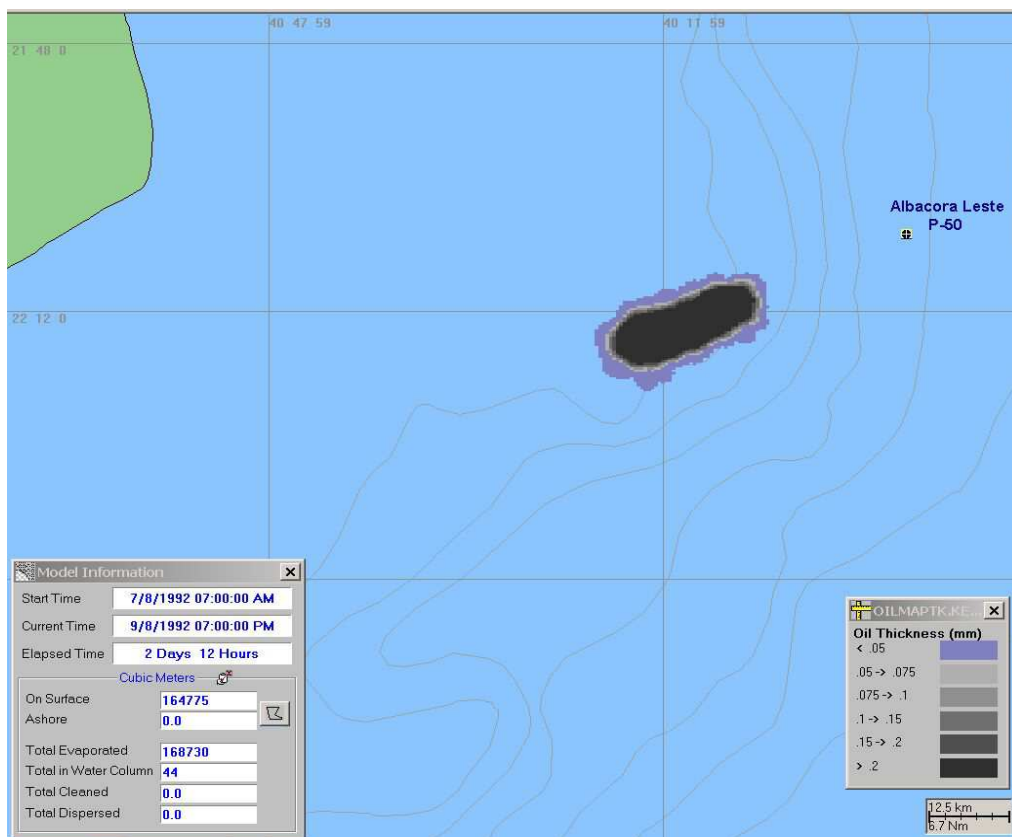 40 47 59
40 11 59
21 48 0
Albacora Leste
P-50
22 12 0
Model Information
Start Time 7/8/1992 07:00:00 AM
Current Time 9/8/1992 07:00:00 PM
Elapsed Time 2 Days 12 Hours
Cubic Meters
On Surface 164775
Ashore 0.0
Total Evaporated 168730
Total in Water Column 44
Total Cleaned 0.0
Total Dispersed 0.0
OILMAPTK.KE...
Oil Thickness (mm)
< .05
.05 -> .075
.075 -> .1
.1 -> .15
.15 -> .2
> .2
12.5 km
6.7 Nm